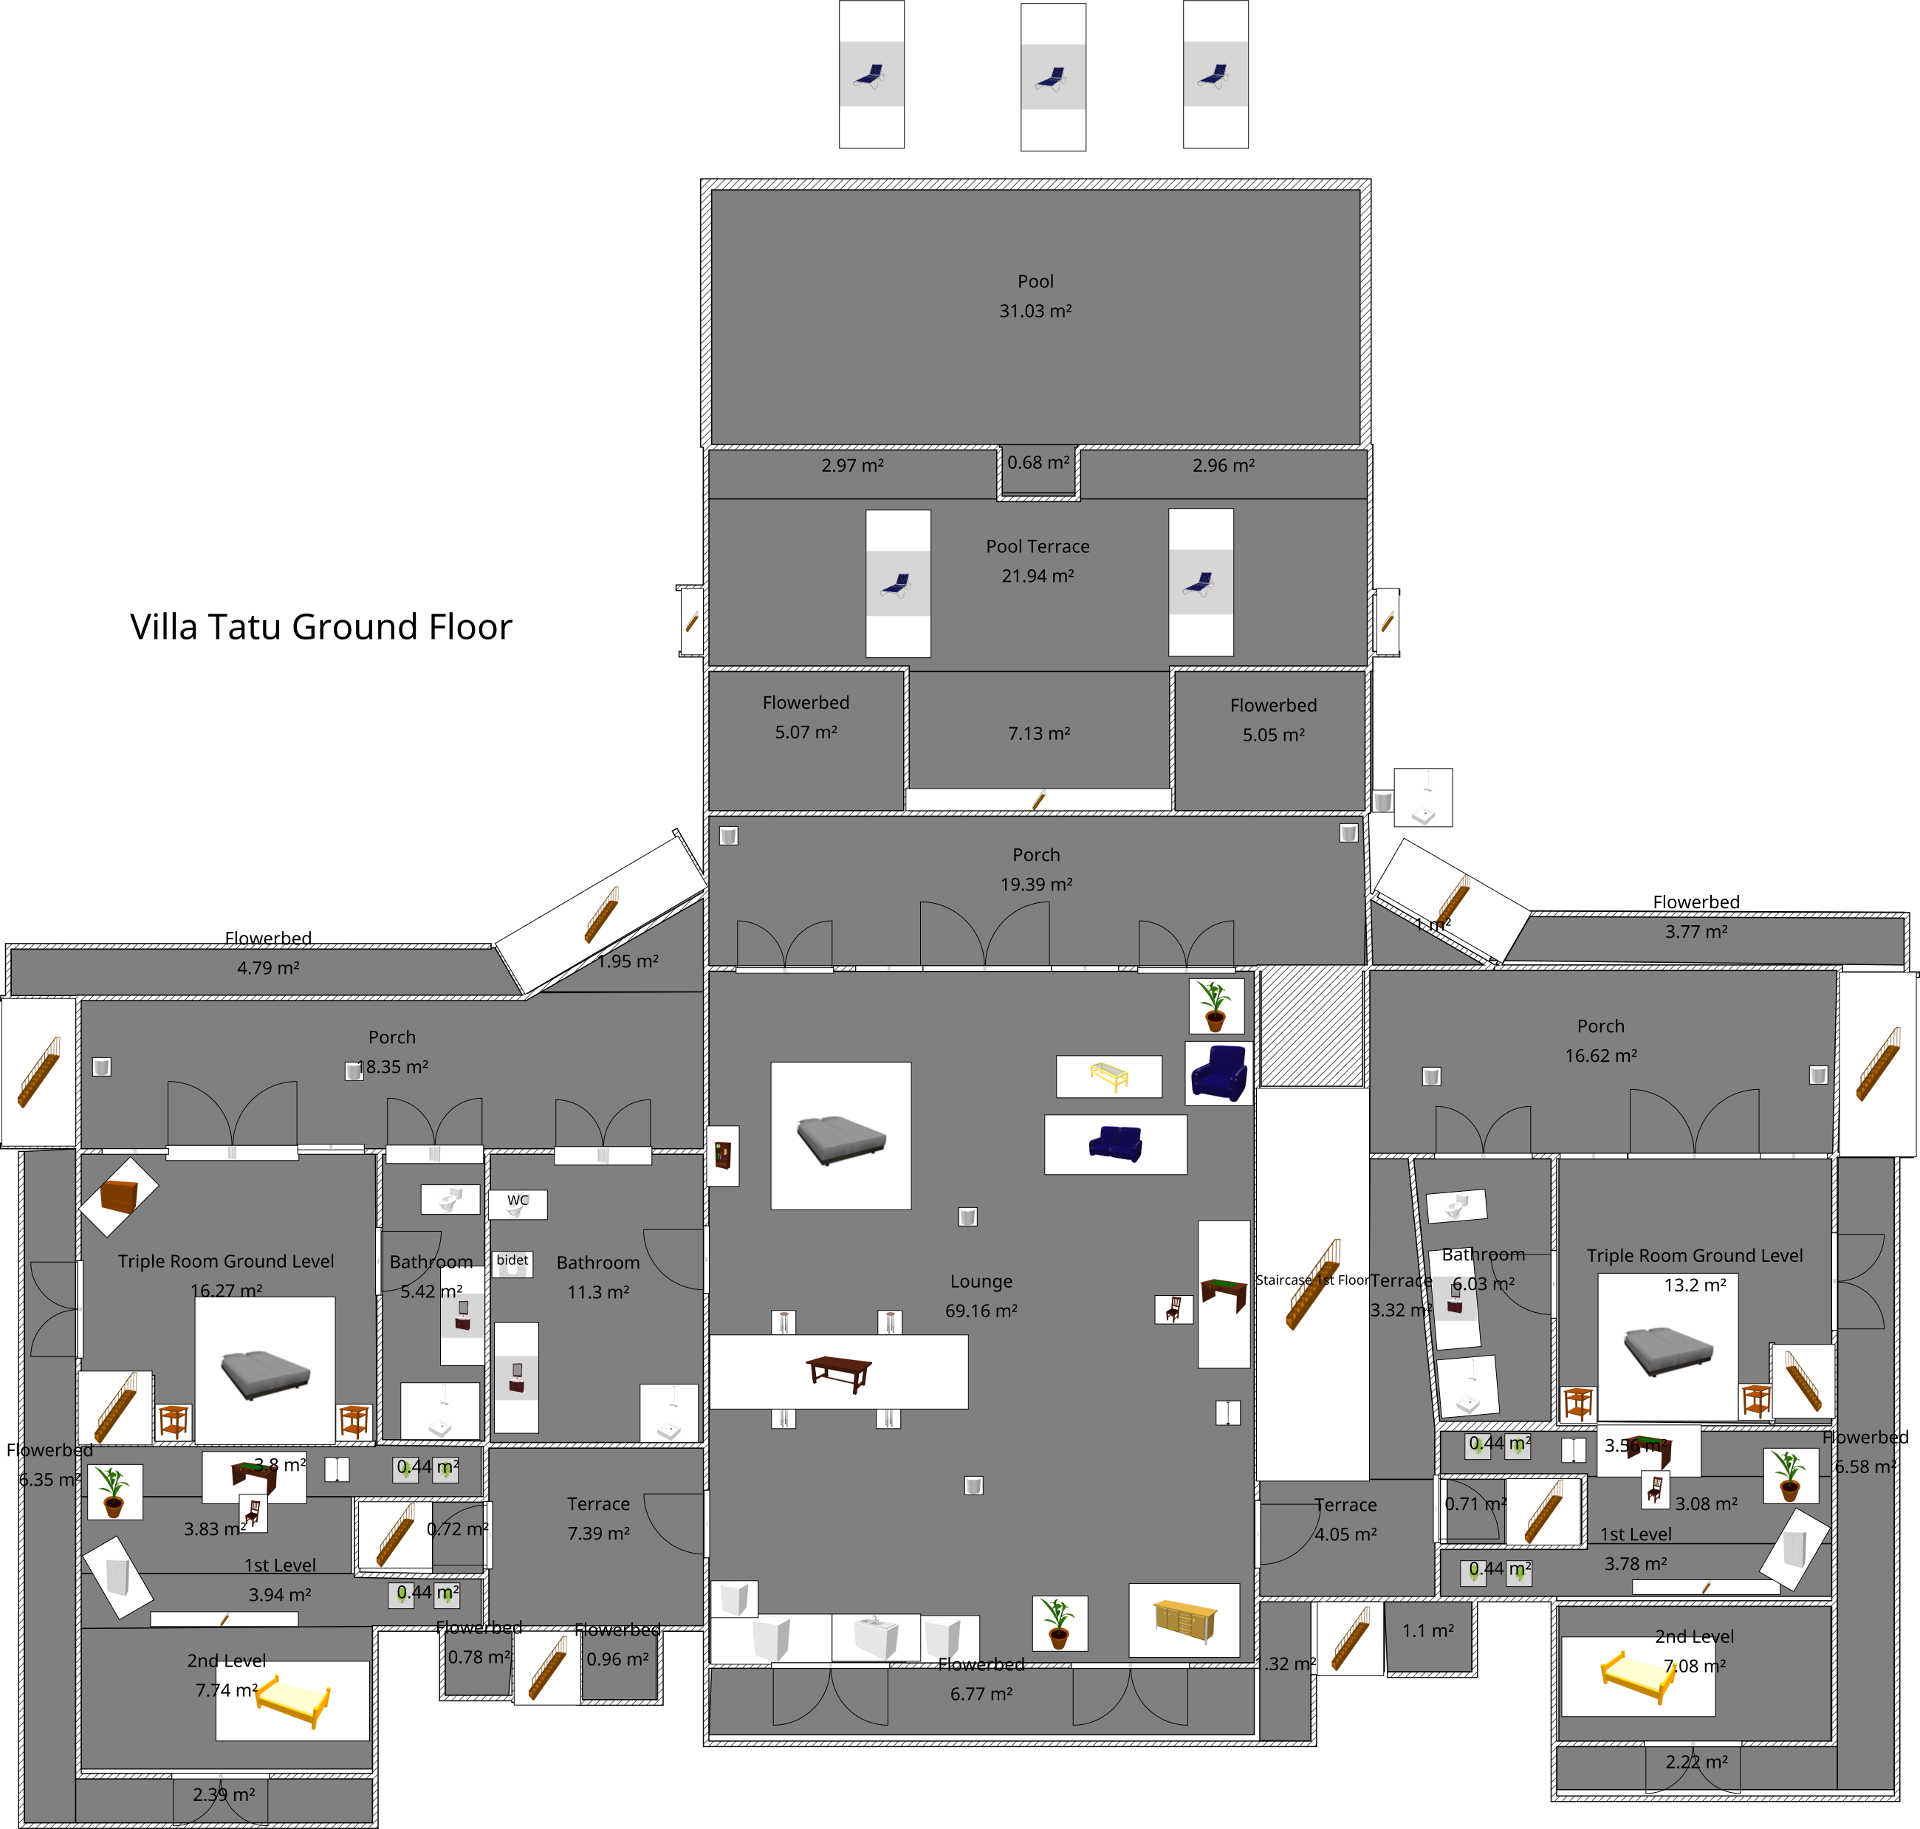 Pool
31.03 m²
2.97 m²
0.68 m²
2.96 m²
Pool Terrace
21.94 m²
Villa Tatu Ground Floor
Flowerbed
5.07 m²
7.13 m²
Flowerbed
5.05 m²
Porch
19.39 m²
Flowerbed
4.79 m²
1.95 m²
1 m²
Flowerbed
3.77 m²
Porch
18.35 m²
Porch
16.62 m²
WC
bidet
Triple Room Ground Level
16.27 m²
Bathroom
5.42 m²
Bathroom
11.3 m²
Lounge
69.16 m²
Staircase 1st Floor
Terrace
3.32 m²
Bathroom
6.03 m²
Triple Room Ground Level
13.2 m²
Flowerbed
6.35 m²
3.8 m²
0.44 m²
0.44 m²
3.56 m²
Flowerbed
6.58 m²
3.83 m²
0.72 m²
Terrace
7.39 m²
Terrace
4.05 m²
0.71 m²
3.08 m²
1st Level
3.94 m²
0.44 m²
0.44 m²
1st Level
3.78 m²
Flowerbed
0.78 m²
Flowerbed
0.96 m²
Flowerbed
6.77 m²
.32 m²
1.1 m²
2nd Level
7.74 m²
2nd Level
7.08 m²
2.39 m²
2.22 m²